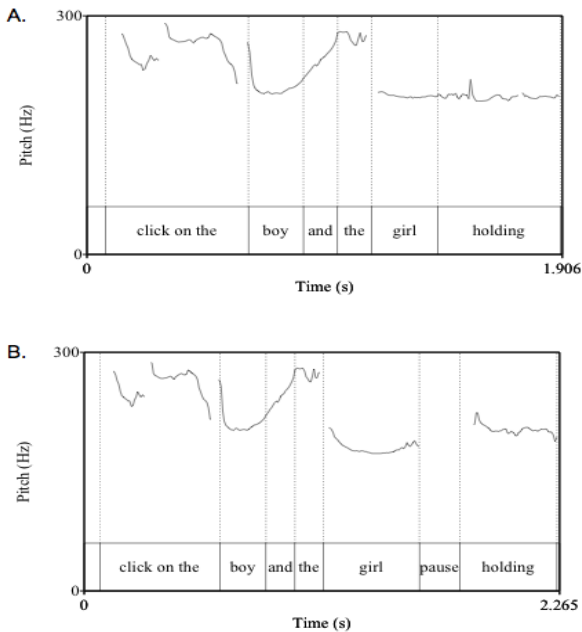 A.
300
Pitch (Hz)
click on the boy and the girl holding
0
0 1.906
Time (s)
B.
300
Pitch (Hz)
click on the boy and the girl pause holding
0
0 2.265
Time (s)